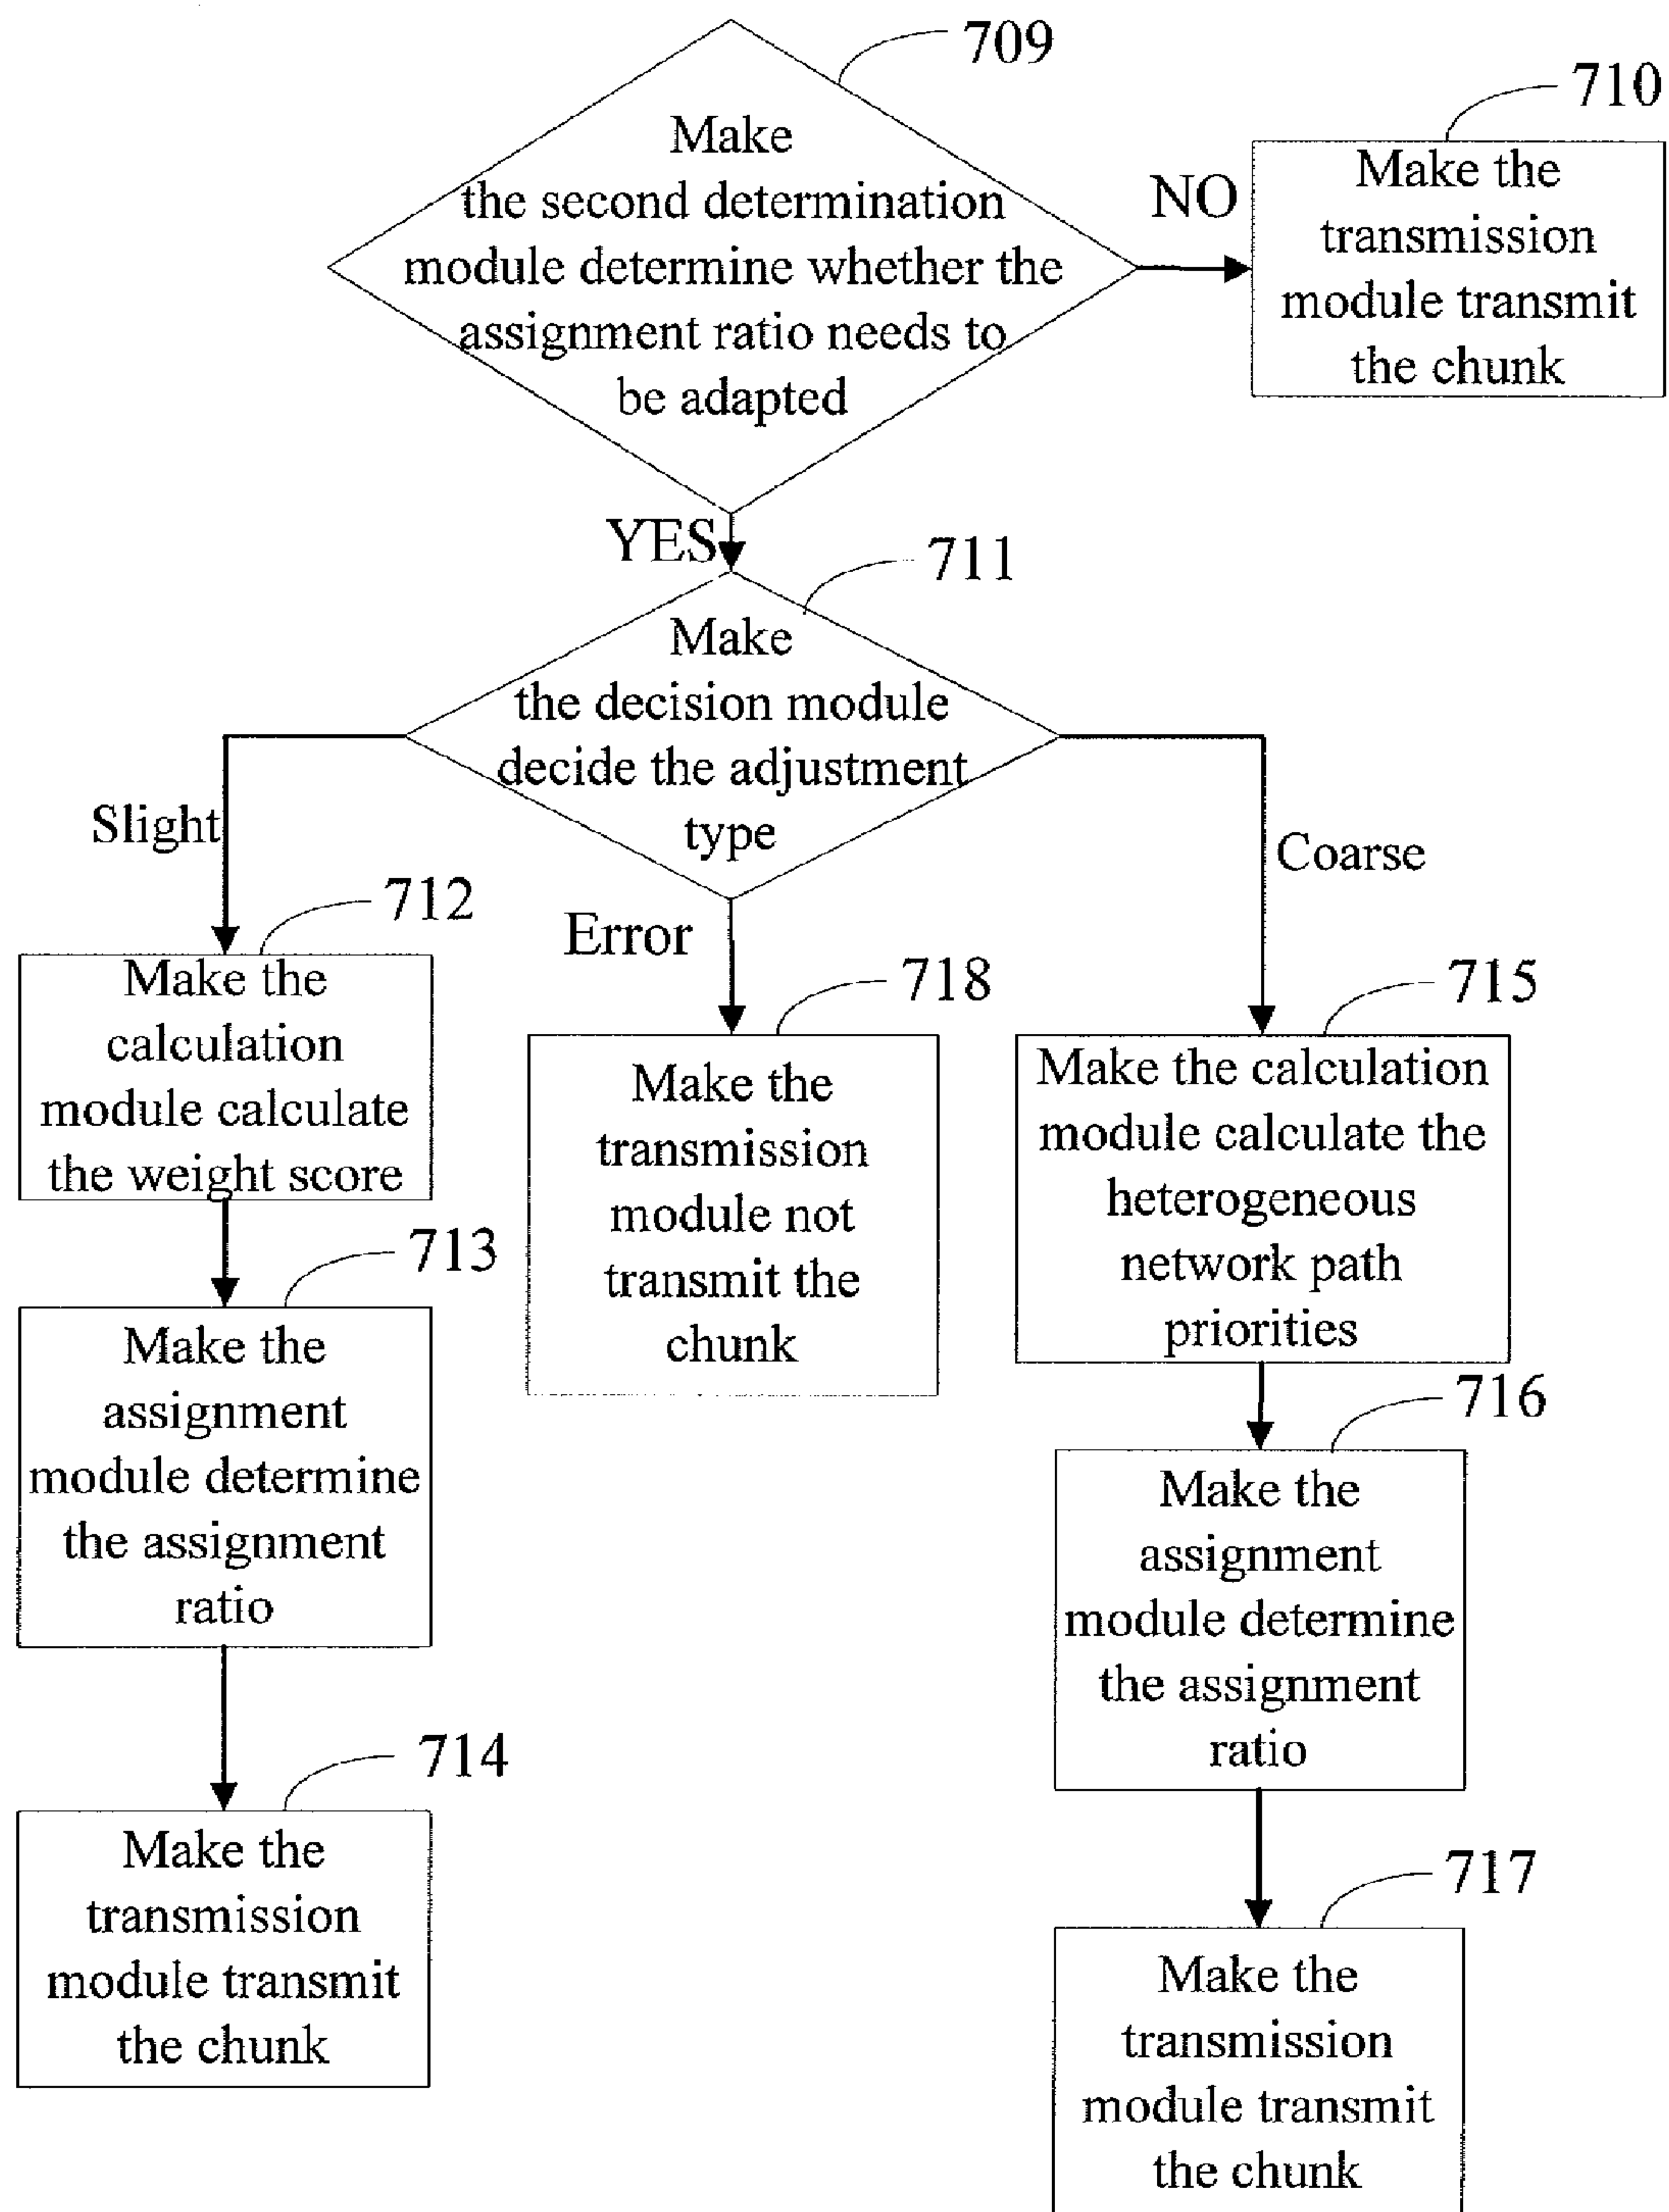 709
Make
the second determination
module determine whether the
assignment ratio needs to
be adapted
NO
710
Make the
transmission
module transmit
the chunk
YES
711
Make
the decision module
decide the adjustment
type
Slight
Error
Coarse
712
Make the
calculation
module calculate
the weight score
713
Make the
assignment
module determine
the assignment
ratio
714
Make the
transmission
module transmit
the chunk
718
Make the
transmission
module not
transmit the
chunk
715
Make the calculation
module calculate the
heterogeneous
network path
priorities
716
Make the
assignment
module determine
the assignment
ratio
717
Make the
transmission
module transmit
the chunk